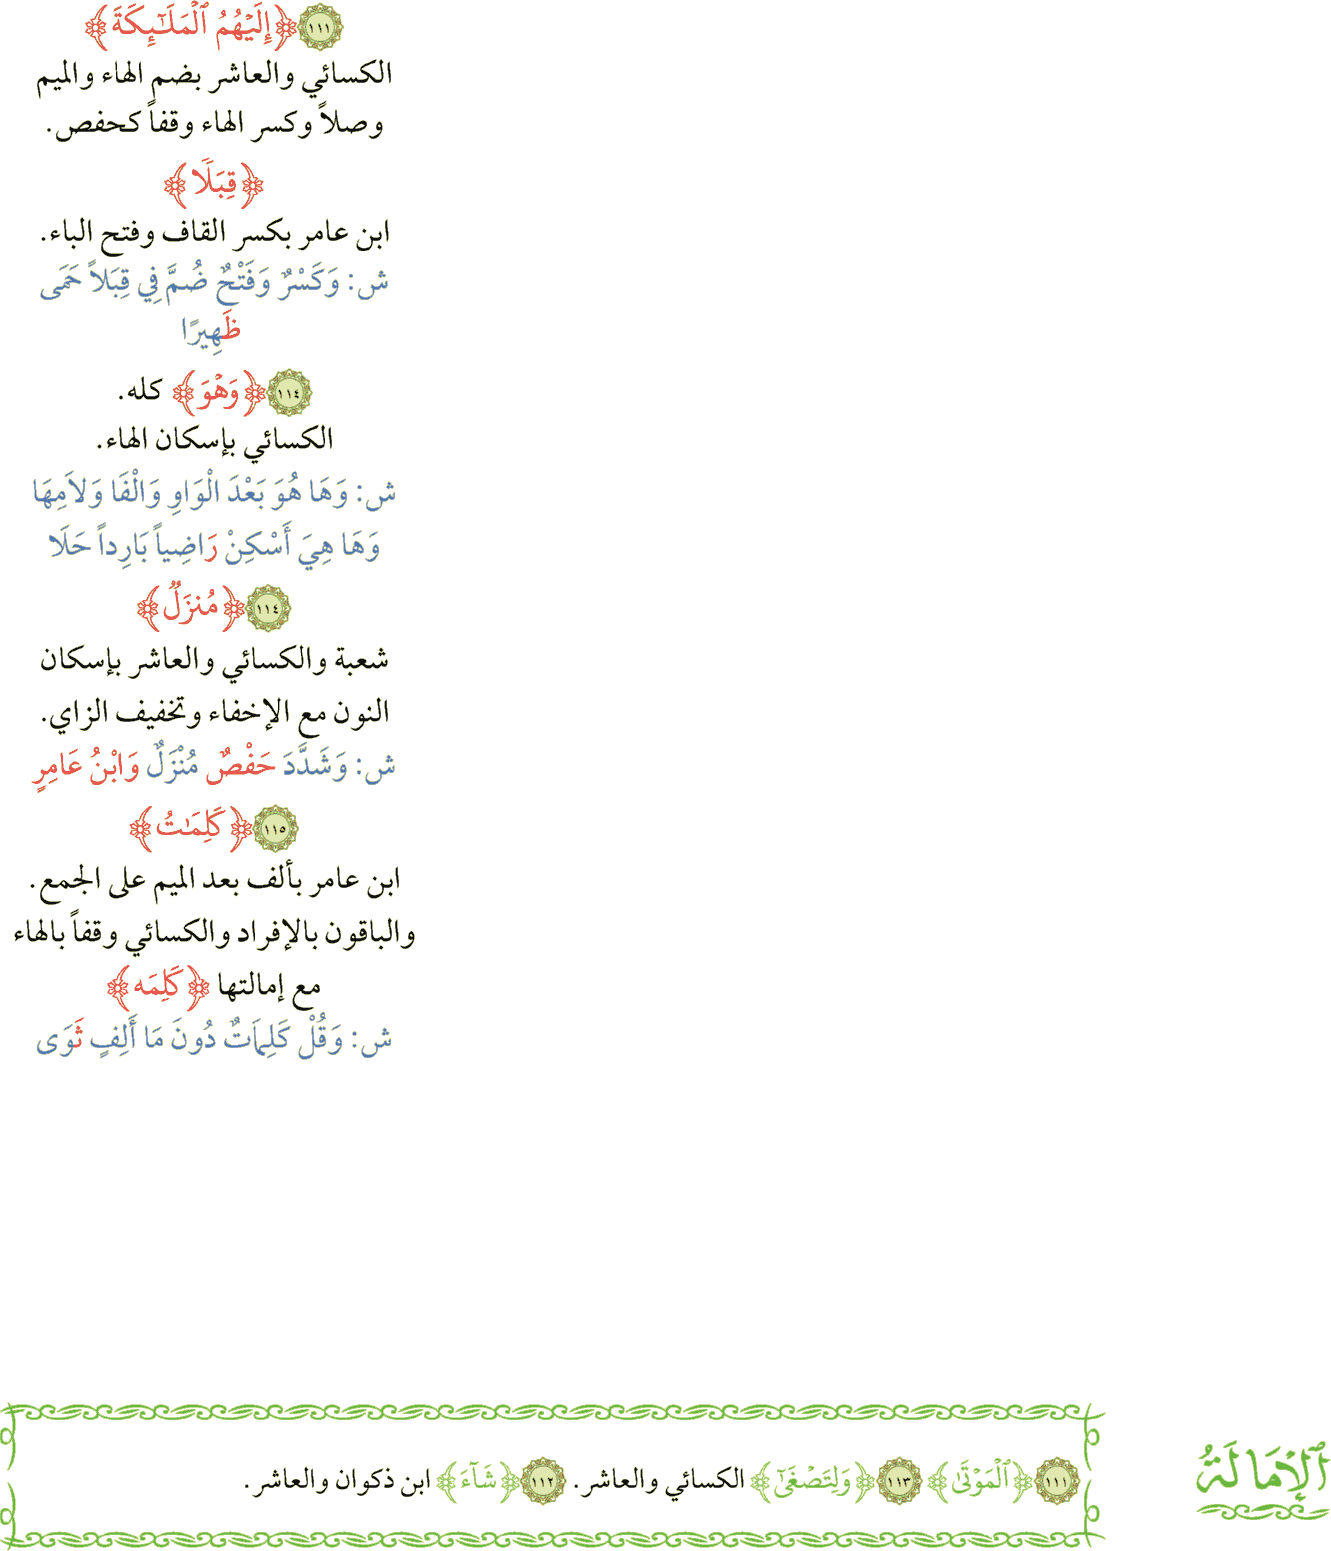 ١١١ ﴿إِلَيْهُمُ ٱلْمَلَـٰٓئِكَةَ﴾
الكسائي والعاشر بضم الهاء والميم
وصلاً وكسر الهاء وقفاً كحفص.
﴿قِبَلًا﴾
ابن عامر بكسر القاف وفتح الباء.
ش: وَكَسْرٌ وَفَتْحٌ ضُمَّ فِي قِبَلاً حَمَى
ظَهِيرًا
١١٤ ﴿وَهْوَ﴾ كله.
الكسائي بإسكان الهاء.
ش: وَهَا هُوَ بَعْدَ الْوَاوِ وَالْفَا وَلاَمِهَا
وَهَا هِيَ أَسْكِنْ رَاضِياً بَارِداً حَلَا
١١٤ ﴿مُنزَلٌ﴾
شعبة والكسائي والعاشر بإسكان
النون مع الإخفاء وتخفيف الزاي.
ش: وَشَدَّدَ حَفْصٌ مُنْزَلٌ وَابْنُ عَامِرٍ
١١٥ ﴿كَلِمَـٰتُ﴾
ابن عامر بألف بعد الميم على الجمع.
والباقون بالإفراد والكسائي وقفاً بالهاء
مع إمالتها ﴿كَلِمَه﴾
ش: وَقُلْ كَلِمَاتٌ دُونَ مَا أَلِفٍ ثَوَى
ٱلْإِمَالَةُ
١١١ ﴿ٱلْمَوْتَىٰ﴾ ١١٣ ﴿وَلِتَصْغَىٰٓ﴾ الكسائي والعاشر. ١١٢ ﴿شَآءَ﴾ ابن ذكوان والعاشر.